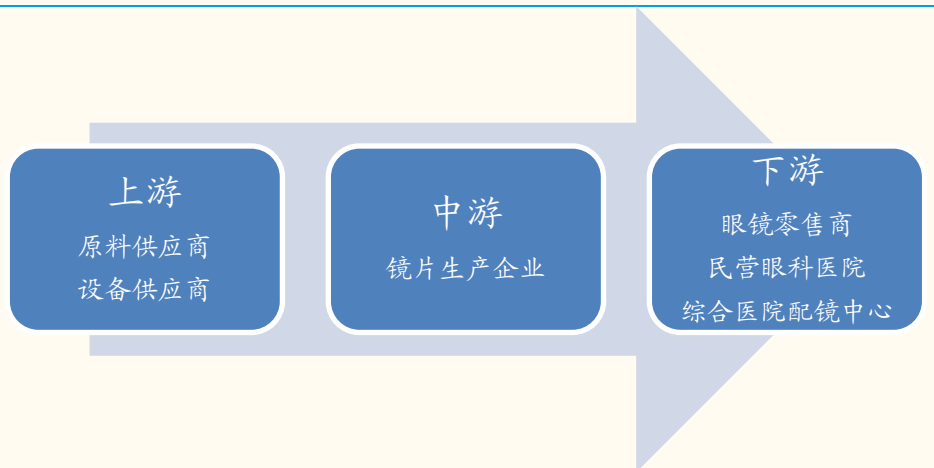 上游
原料供应商
设备供应商
中游
镜片生产企业
下游
眼镜零售商
民营眼科医院
综合医院配镜中心